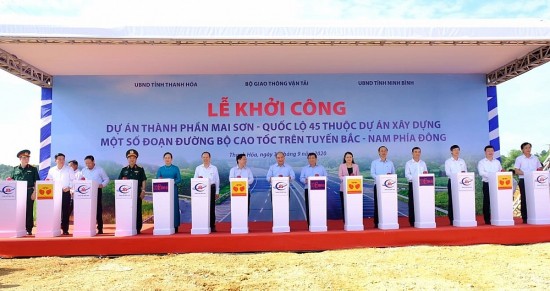 UBND TỈNH THANH HÓA
BỘ GIAO THÔNG VẬN TẢI
UBND TỈNH NINH BÌNH
LỄ KHỞI CÔNG
DỰ ÁN THÀNH PHẦN MAI SƠN - QUỐC LỘ 45 THUỘC DỰ ÁN XÂY DỰNG
MỘT SỐ ĐOẠN ĐƯỜNG BỘ CAO TỐC TRÊN TUYẾN BẮC - NAM PHÍA ĐÔNG